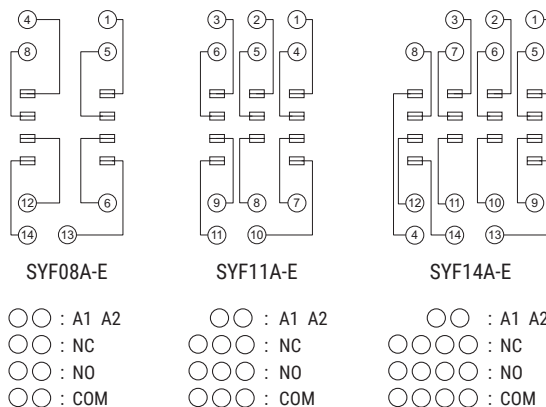 4 1 3 2 1 3 2 1
8 5 6 5 4 8 7 6 5
12 6 9 8 7 12 11 10 9
14 13 11 10 4 14 13
SYF08A-E SYF11A-E SYF14A-E
: A1 A2 : A1 A2 : A1 A2
: NC : NC : NC
: NO : NO : NO
: COM : COM : COM